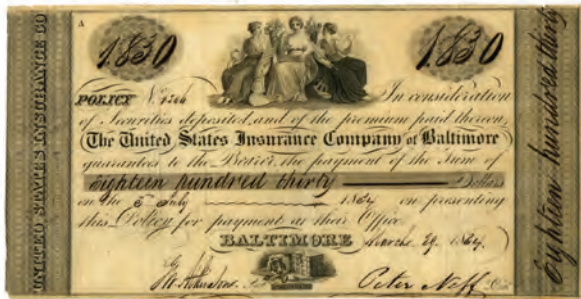 A
1830
1830
POLICY No. 1366
In consideration
of Securities deposited, and of the premium paid thereon,
The United States Insurance Company of Baltimore
guarantees to the Bearer, the payment of the Sum of
Eighteen hundred thirty Dollars
on the 5 July 1864 on presenting
this Policy for payment at their Office.
BALTIMORE March 29, 1864.
Peter Neff
UNITED STATES INSURANCE CO
Eighteen hundred thirty